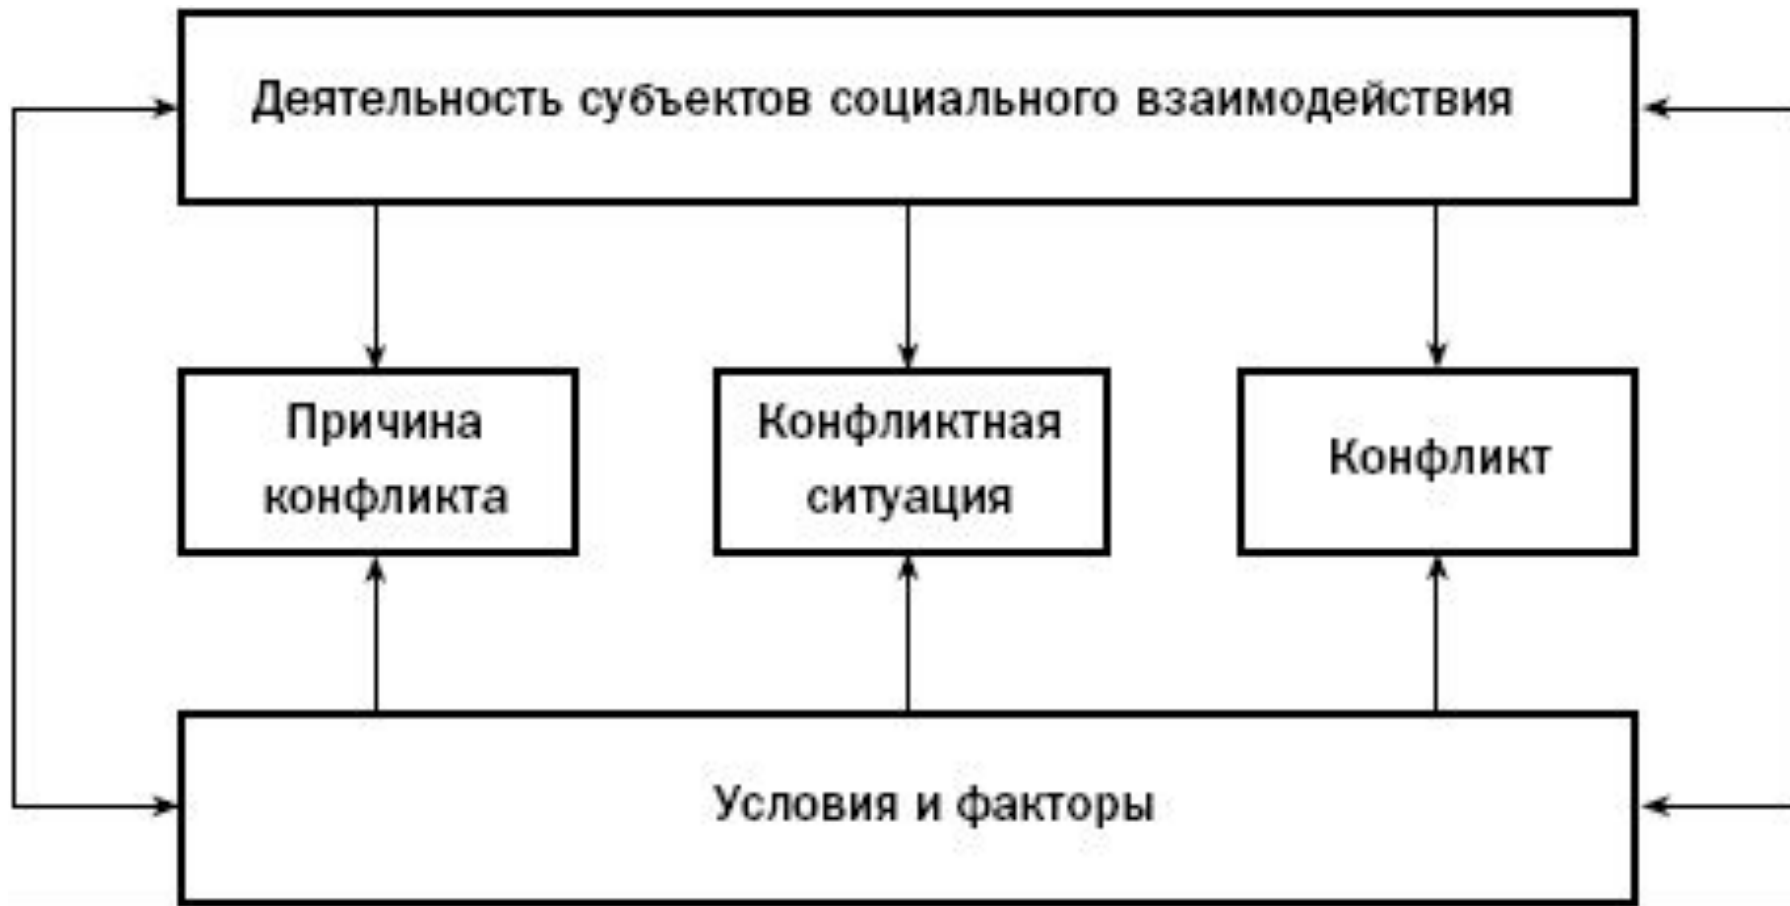 Деятельность субъектов социального взаимодействия
Причина
конфликта
Конфликтная
ситуация
Конфликт
Условия и факторы